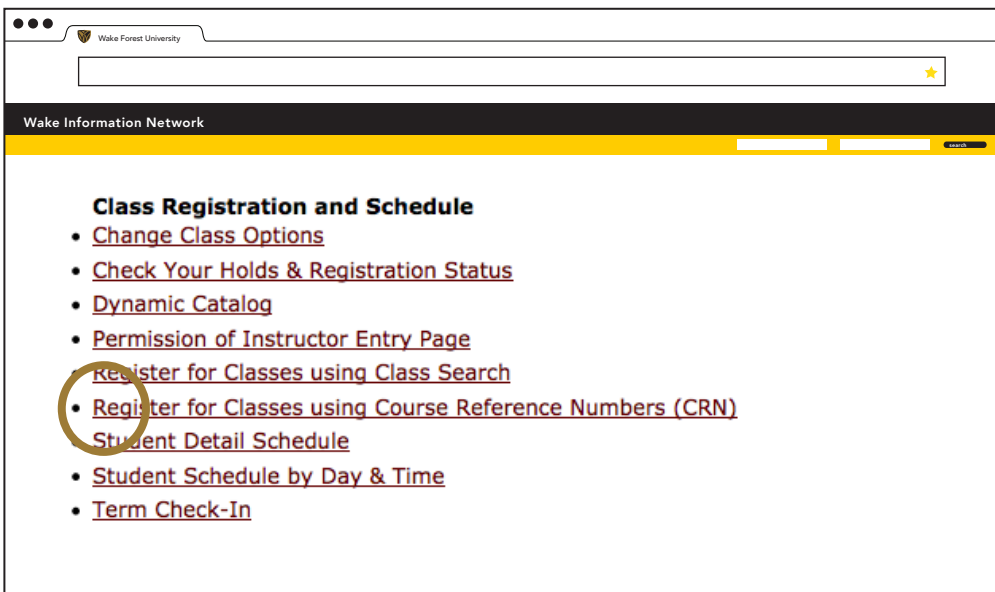 Wake Forest University
Wake Information Network
search
Class Registration and Schedule
Change Class Options
Check Your Holds & Registration Status
Dynamic Catalog
Permission of Instructor Entry Page
Register for Classes using Class Search
Register for Classes using Course Reference Numbers (CRN)
Student Detail Schedule
Student Schedule by Day & Time
Term Check-In